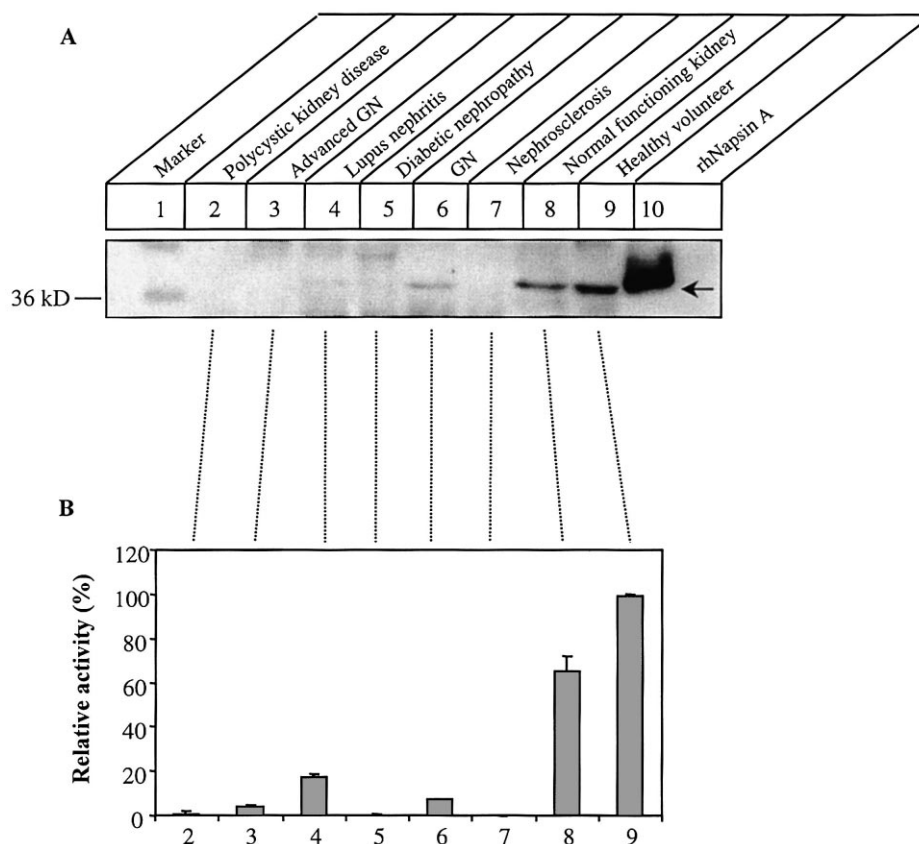 A
Marker
Polycystic kidney disease
Advanced GN
Lupus nephritis
Diabetic nephropathy
GN
Nephrosclerosis
Normal functioning kidney
Healthy volunteer
rhNapsin A
1 2 3 4 5 6 7 8 9 10
36 kD
B
Relative activity (%)
120
100
80
60
40
20
0
2 3 4 5 6 7 8 9